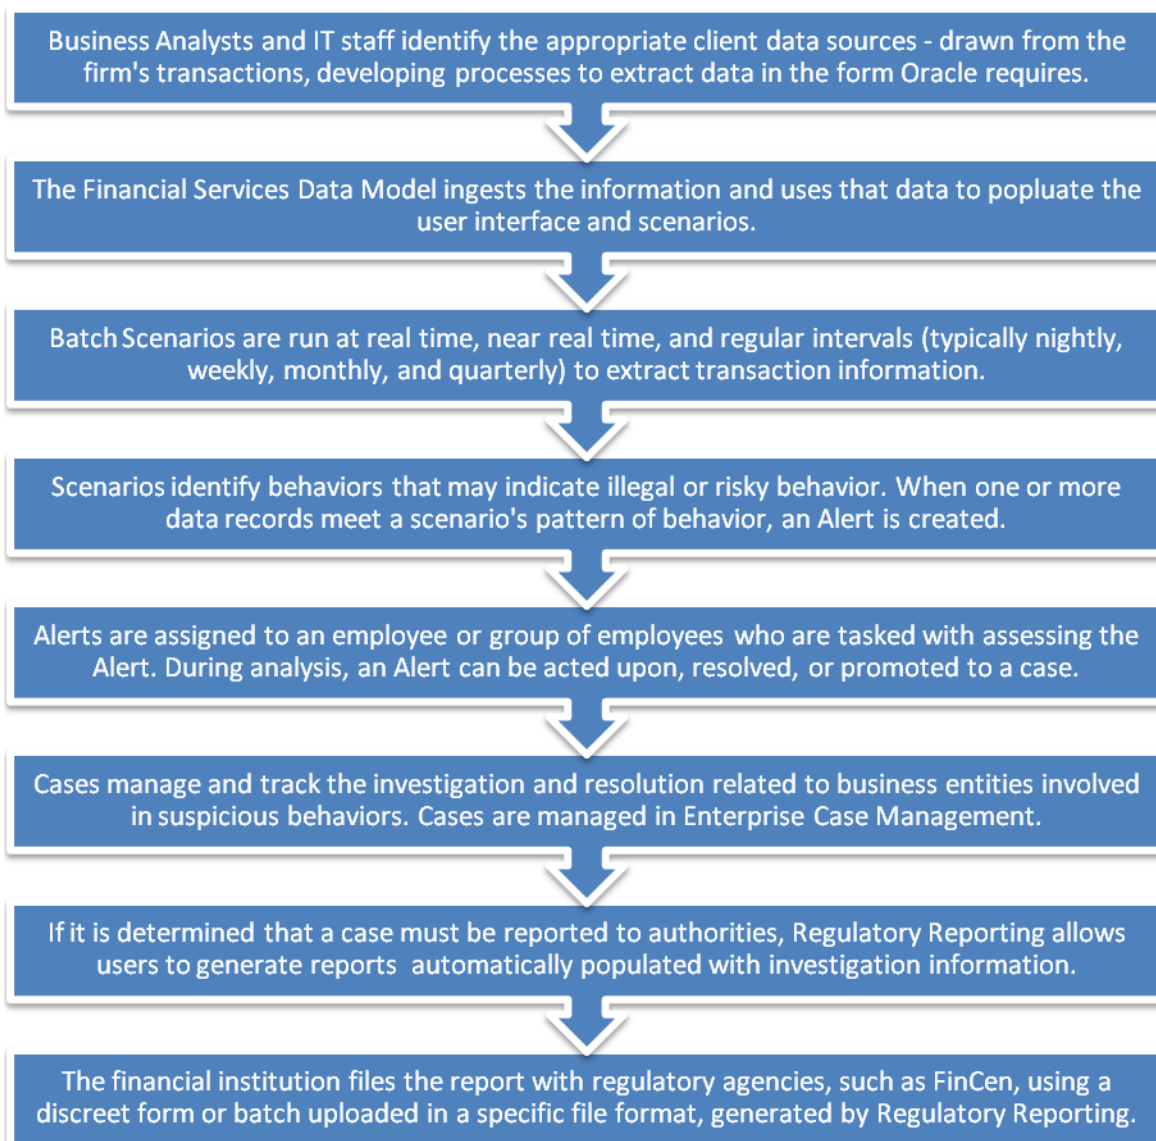 Business Analysts and IT staff identify the appropriate client data sources - drawn from the
firm's transactions, developing processes to extract data in the form Oracle requires.
The Financial Services Data Model ingests the information and uses that data to popluate the
user interface and scenarios.
Batch Scenarios are run at real time, near real time, and regular intervals (typically nightly,
weekly, monthly, and quarterly) to extract transaction information.
Scenarios identify behaviors that may indicate illegal or risky behavior. When one or more
data records meet a scenario's pattern of behavior, an Alert is created.
Alerts are assigned to an employee or group of employees who are tasked with assessing the
Alert. During analysis, an Alert can be acted upon, resolved, or promoted to a case.
Cases manage and track the investigation and resolution related to business entities involved
in suspicious behaviors. Cases are managed in Enterprise Case Management.
If it is determined that a case must be reported to authorities, Regulatory Reporting allows
users to generate reports automatically populated with investigation information.
The financial institution files the report with regulatory agencies, such as FinCen, using a
discreet form or batch uploaded in a specific file format, generated by Regulatory Reporting.